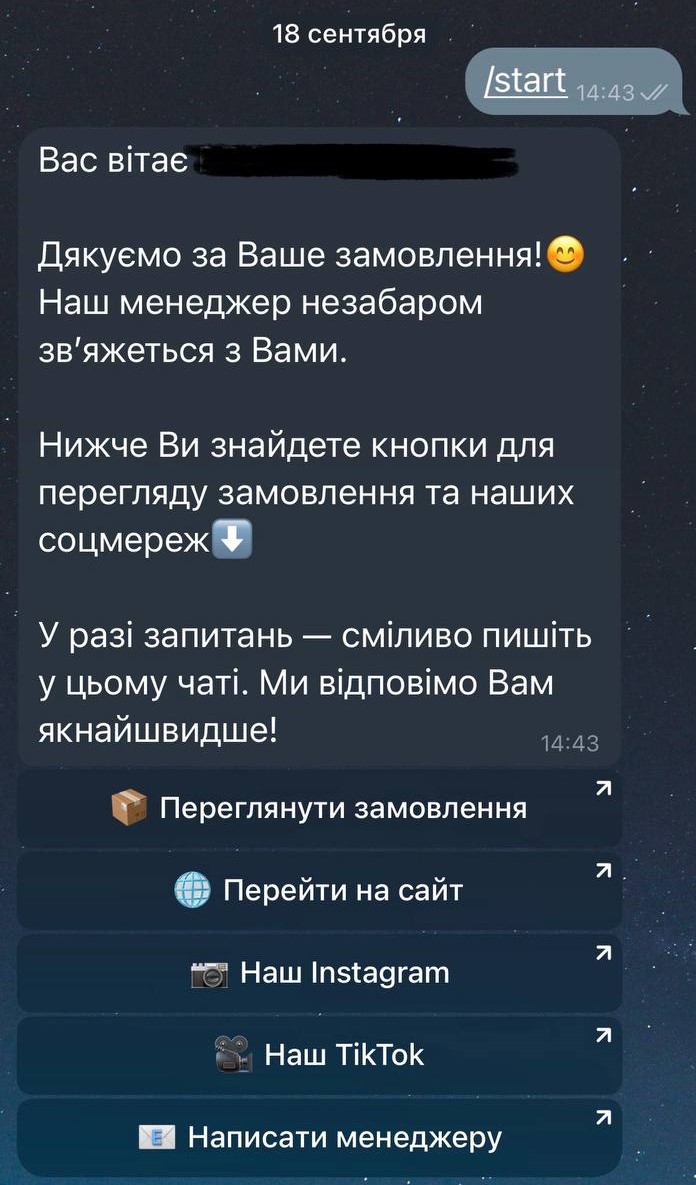 18 сентября
/start 14:43
Вас вітає
Дякуємо за Ваше замовлення!😊
Наш менеджер незабаром
зв’яжеться з Вами.
Нижче Ви знайдете кнопки для
перегляду замовлення та наших
соцмереж⬇️
У разі запитань — сміливо пишіть
у цьому чаті. Ми відповімо Вам
якнайшвидше!
14:43
📦 Переглянути замовлення
🌐 Перейти на сайт
📷 Наш Instagram
🎥 Наш TikTok
📧 Написати менеджеру